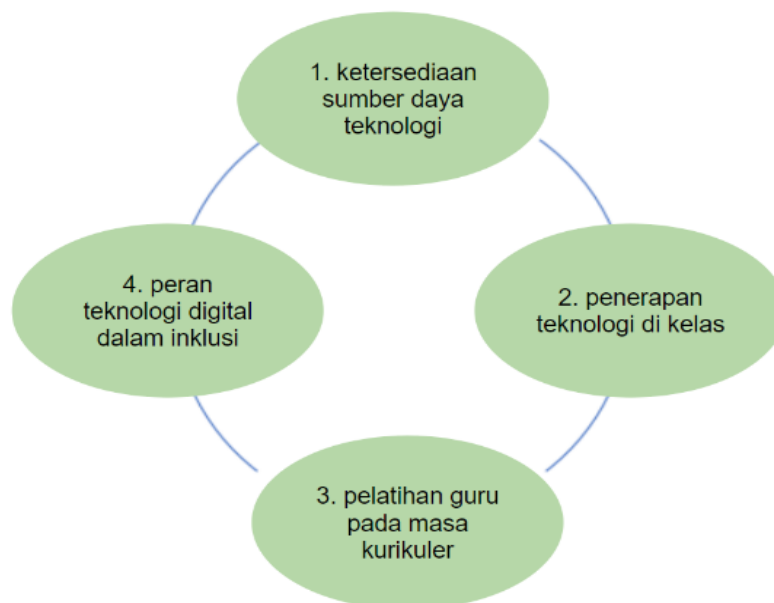 1. ketersediaan
sumber daya
teknologi
2. penerapan
teknologi di kelas
3. pelatihan guru
pada masa
kurikuler
4. peran
teknologi digital
dalam inklusi